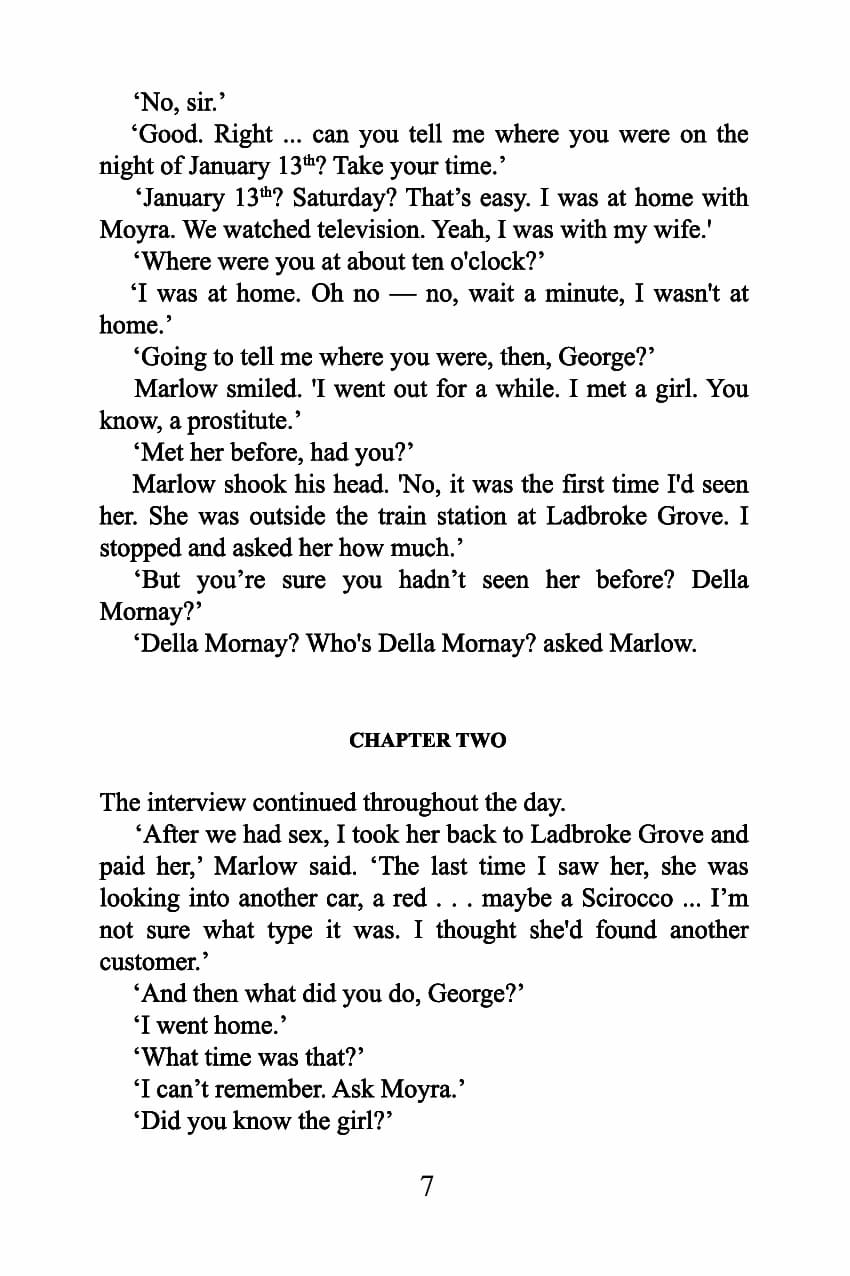 ‘No, sir.’
‘Good. Right ... can you tell me where you were on the
night of January 13th? Take your time.’
‘January 13th? Saturday? That’s easy. I was at home with
Moyra. We watched television. Yeah, I was with my wife.'
‘Where were you at about ten o'clock?’
‘I was at home. Oh no — no, wait a minute, I wasn't at
home.’
‘Going to tell me where you were, then, George?’
Marlow smiled. 'I went out for a while. I met a girl. You
know, a prostitute.’
‘Met her before, had you?’
Marlow shook his head. 'No, it was the first time I'd seen
her. She was outside the train station at Ladbroke Grove. I
stopped and asked her how much.’
‘But you’re sure you hadn’t seen her before? Della
Mornay?’
‘Della Mornay? Who's Della Mornay? asked Marlow.
CHAPTER TWO
The interview continued throughout the day.
‘After we had sex, I took her back to Ladbroke Grove and
paid her,’ Marlow said. ‘The last time I saw her, she was
looking into another car, a red . . . maybe a Scirocco ... I’m
not sure what type it was. I thought she'd found another
customer.’
‘And then what did you do, George?’
‘I went home.’
‘What time was that?’
‘I can’t remember. Ask Moyra.’
‘Did you know the girl?’
7